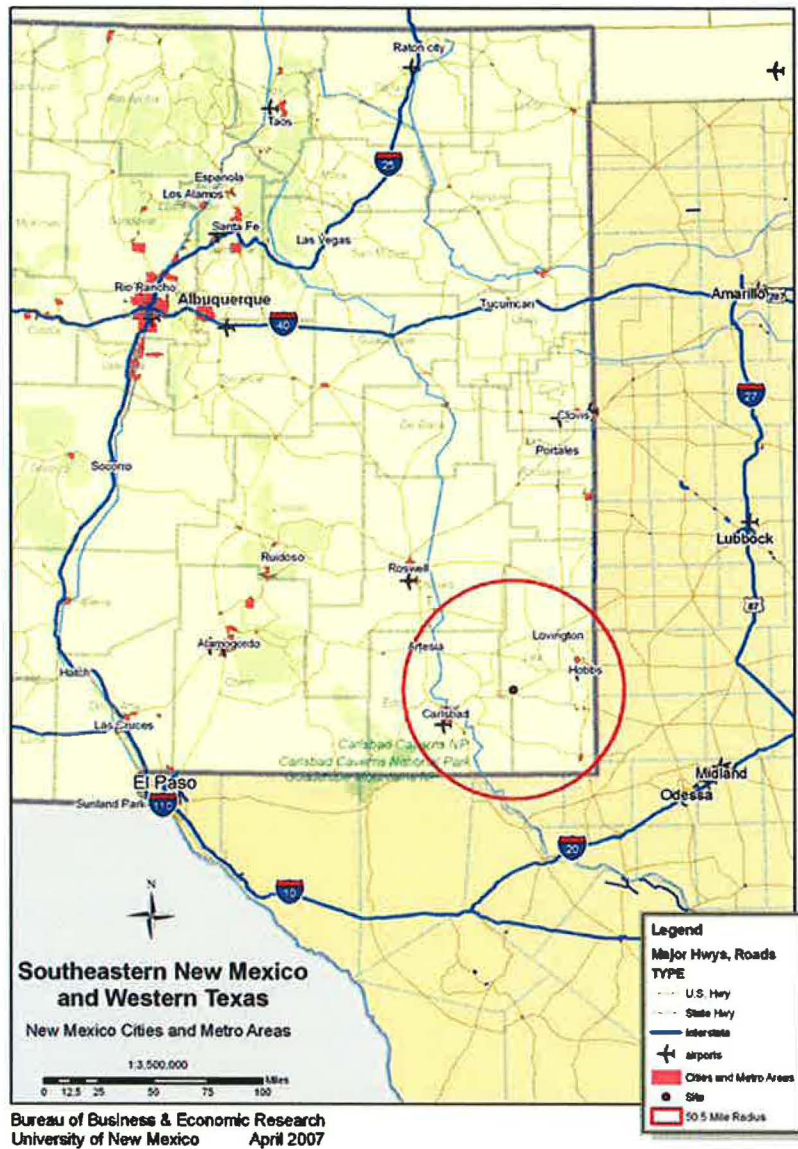 Raton city
Taos
25
Espanola
Los Alamos
Santa Fe
Las Vegas
Rio Rancho
Albuquerque
Tucumcari
Amarillo
287
40
27
Clovis
Portales
Socorro
Lubbock
Ruidoso
Roswell
87
Lovington
Artesia
Hobbs
Alamogordo
Hatch
Carlsbad
Las Cruces
Carlsbad Caverns NP
Carlsbad Caverns National Park
Guadalupe Mountains NP
El Paso
Midland
Sunland Park
110
Odessa
20
10
N
Southeastern New Mexico
and Western Texas
New Mexico Cities and Metro Areas
1:3,500,000
Miles
0 12.5 25 50 75 100
Legend
Major Hwys, Roads
TYPE
U.S. Hwy
State Hwy
Interstate
airports
Cities and Metro Areas
Site
50.5 Mile Radius
Bureau of Business & Economic Research
University of New Mexico April 2007